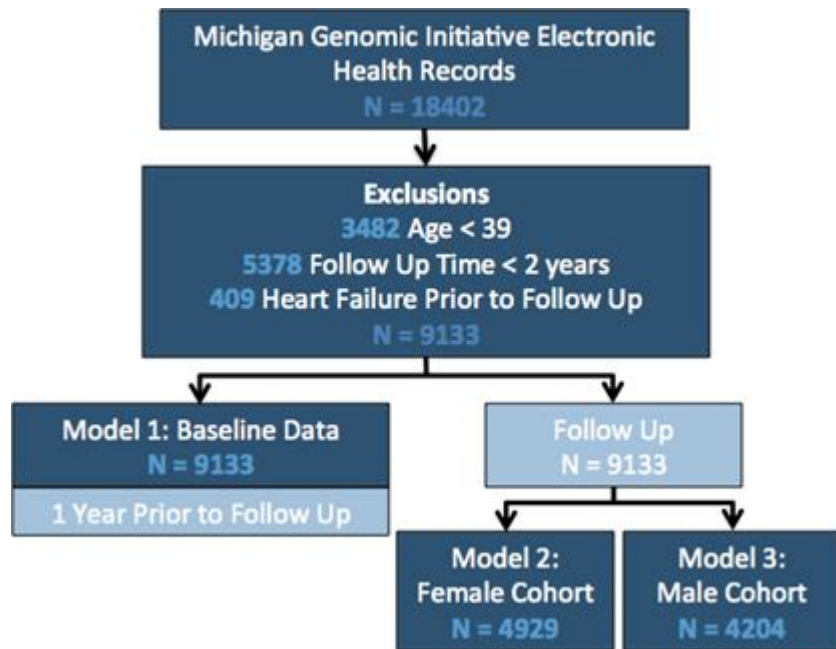 Michigan Genomic Initiative Electronic
Health Records
N = 18402
Exclusions
3482 Age < 39
5378 Follow Up Time < 2 years
409 Heart Failure Prior to Follow Up
N = 9133
Model 1: Baseline Data
N = 9133
1 Year Prior to Follow Up
Follow Up
N = 9133
Model 2:
Female Cohort
N = 4929
Model 3:
Male Cohort
N = 4204